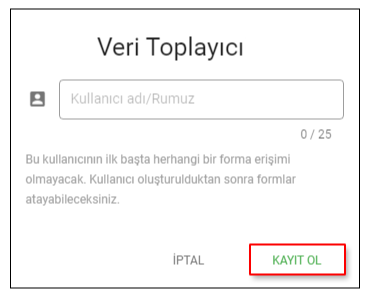 Veri Toplayıcı
Kullanıcı adı/Rumuz
0 / 25
Bu kullanıcının ilk başta herhangi bir forma erişimi
olmayacak. Kullanıcı oluşturulduktan sonra formlar
atayabileceksiniz.
İPTAL KAYIT OL